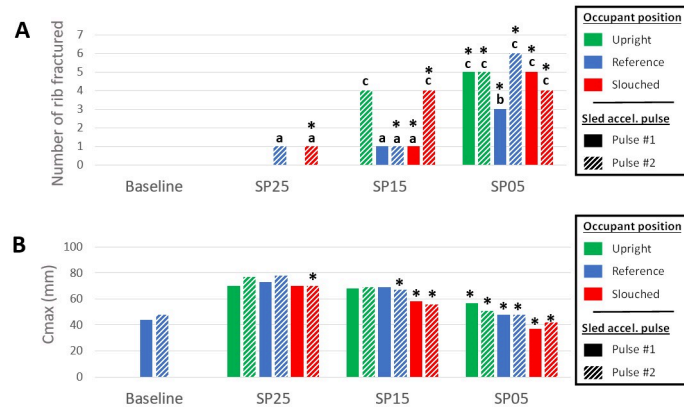 A
Number of rib fractured
7
6
5
4
3
2
1
0
a
*
a
c
a
*
a
*
a
*
c
*
c
*
c
*
b
*
c
*
c
*
c
Baseline SP25 SP15 SP05
Occupant position
Upright
Reference
Slouched
Sled accel. pulse
Pulse #1
Pulse #2
B
Cmax (mm)
100
80
60
40
20
0
*
*
* *
* * * * * *
Baseline SP25 SP15 SP05
Occupant position
Upright
Reference
Slouched
Sled accel. pulse
Pulse #1
Pulse #2